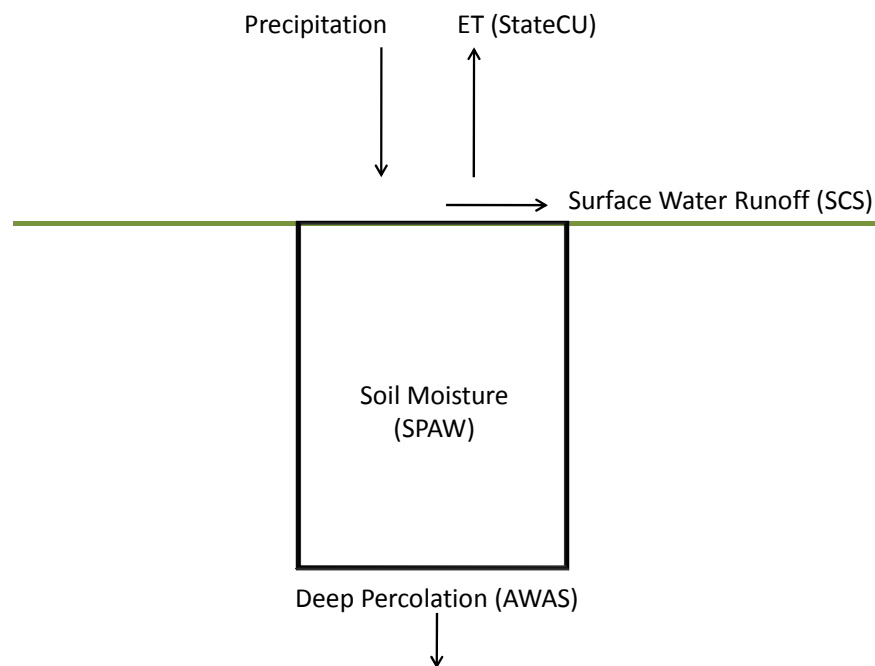 Precipitation
ET (StateCU)
Surface Water Runoff (SCS)
Soil Moisture
(SPAW)
Deep Percolation (AWAS)